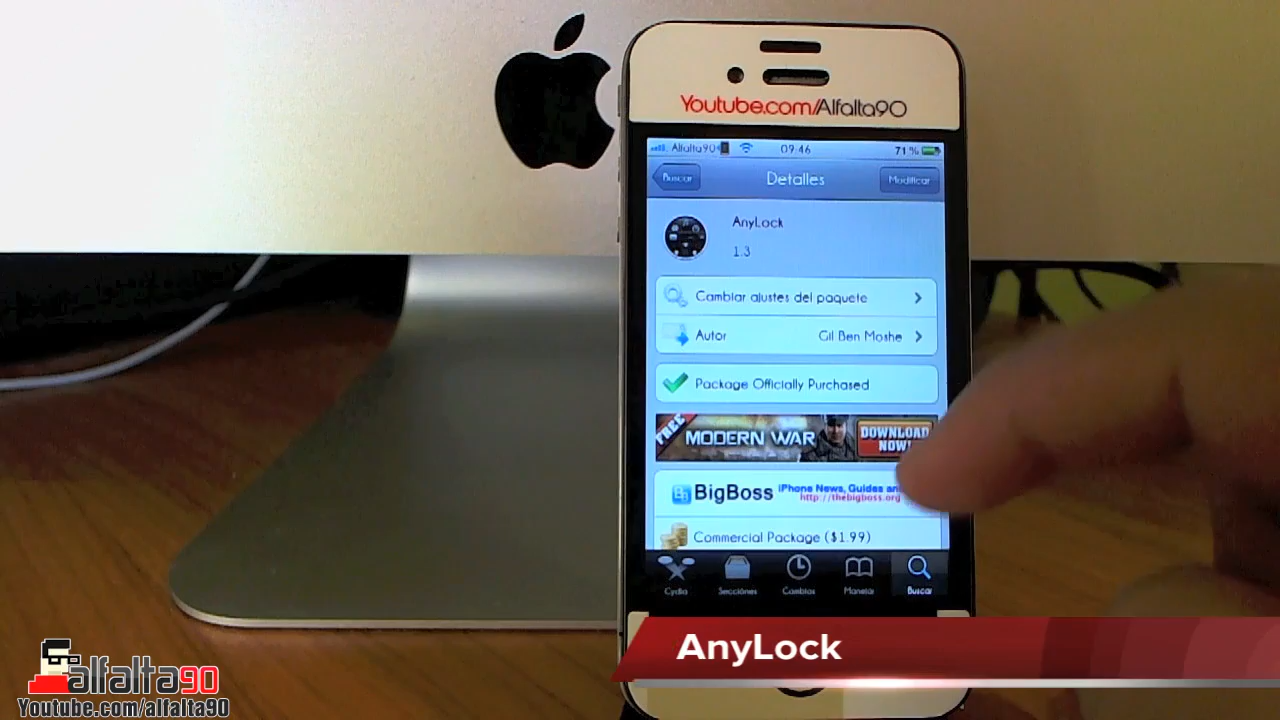 Youtube.com/Alfalta90
Alfalta90 09:46 71 %
Buscar Detalles Modificar
AnyLock
1.3
Cambiar ajustes del paquete
Autor Gil Ben Moshe
Package Officially Purchased
FREE MODERN WAR DOWNLOAD NOW!
BigBoss iPhone News, Guides
http://thebigboss.org
Commercial Package ($1.99)
Cydia Secciónes Cambios Manejar Buscar
AnyLock
alfalta90
Youtube.com/alfalta90